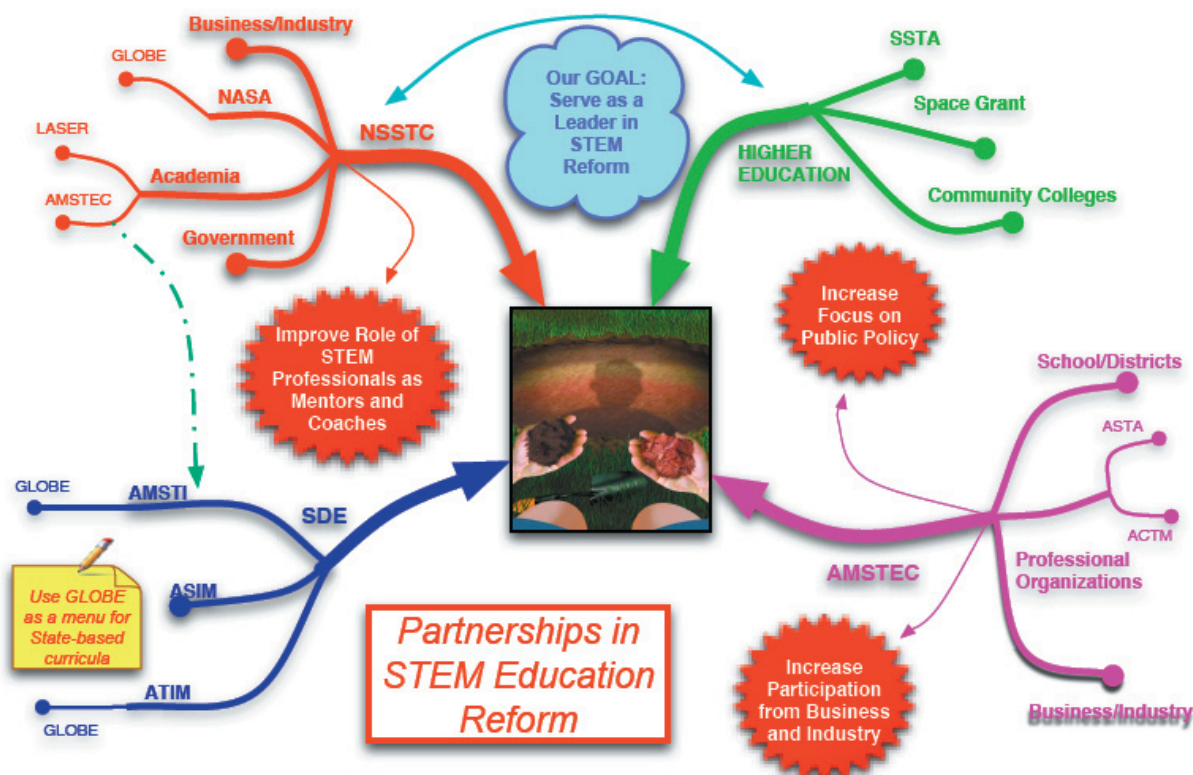 Business/Industry
GLOBE
NASA
LASER
NSSTC
Academia
AMSTEC
Government
Our GOAL:
Serve as a
Leader in
STEM
Reform
SSTA
Space Grant
HIGHER
EDUCATION
Community Colleges
Improve Role of
STEM
Professionals as
Mentors and
Coaches
Increase
Focus on
Public Policy
School/Districts
ASTA
ACTM
Professional
Organizations
AMSTEC
Business/Industry
Increase
Participation
from Business
and Industry
GLOBE
AMSTI
SDE
ASIM
Use GLOBE
as a menu for
State-based
curricula
ATIM
GLOBE
Partnerships in
STEM Education
Reform